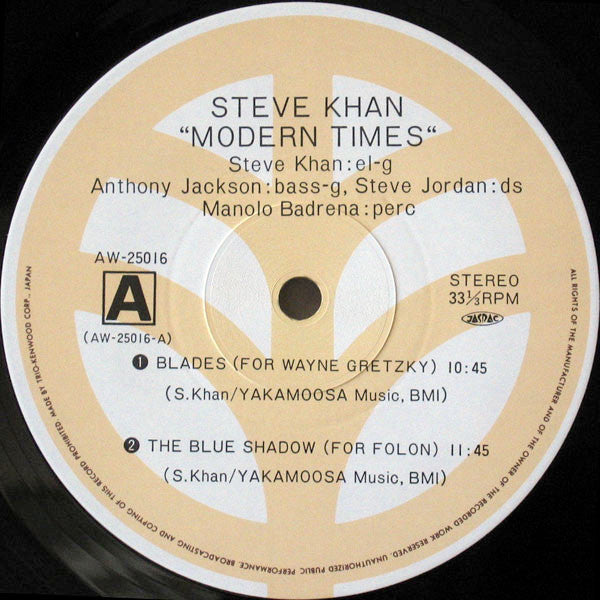 STEVE KHAN
“MODERN TIMES“
Steve Khan:el-g
Anthony Jackson:bass-g, Steve Jordan:ds
Manolo Badrena:perc
AW-25016
A
(AW-25016-A)
STEREO
33⅓RPM
JASRAC
❶ BLADES (FOR WAYNE GRETZKY) 10:45
(S.Khan/YAKAMOOSA Music, BMI)
❷ THE BLUE SHADOW (FOR FOLON) 11:45
(S.Khan/YAKAMOOSA Music, BMI)
ALL RIGHTS OF THE MANUFACTURER AND OF THE OWNER OF THE RECORDED WORK RESERVED. UNAUTHORIZED PUBLIC PERFORMANCE, BROADCASTING AND COPYING OF THIS RECORD PROHIBITED. MADE BY TRIO-KENWOOD CORP., JAPAN